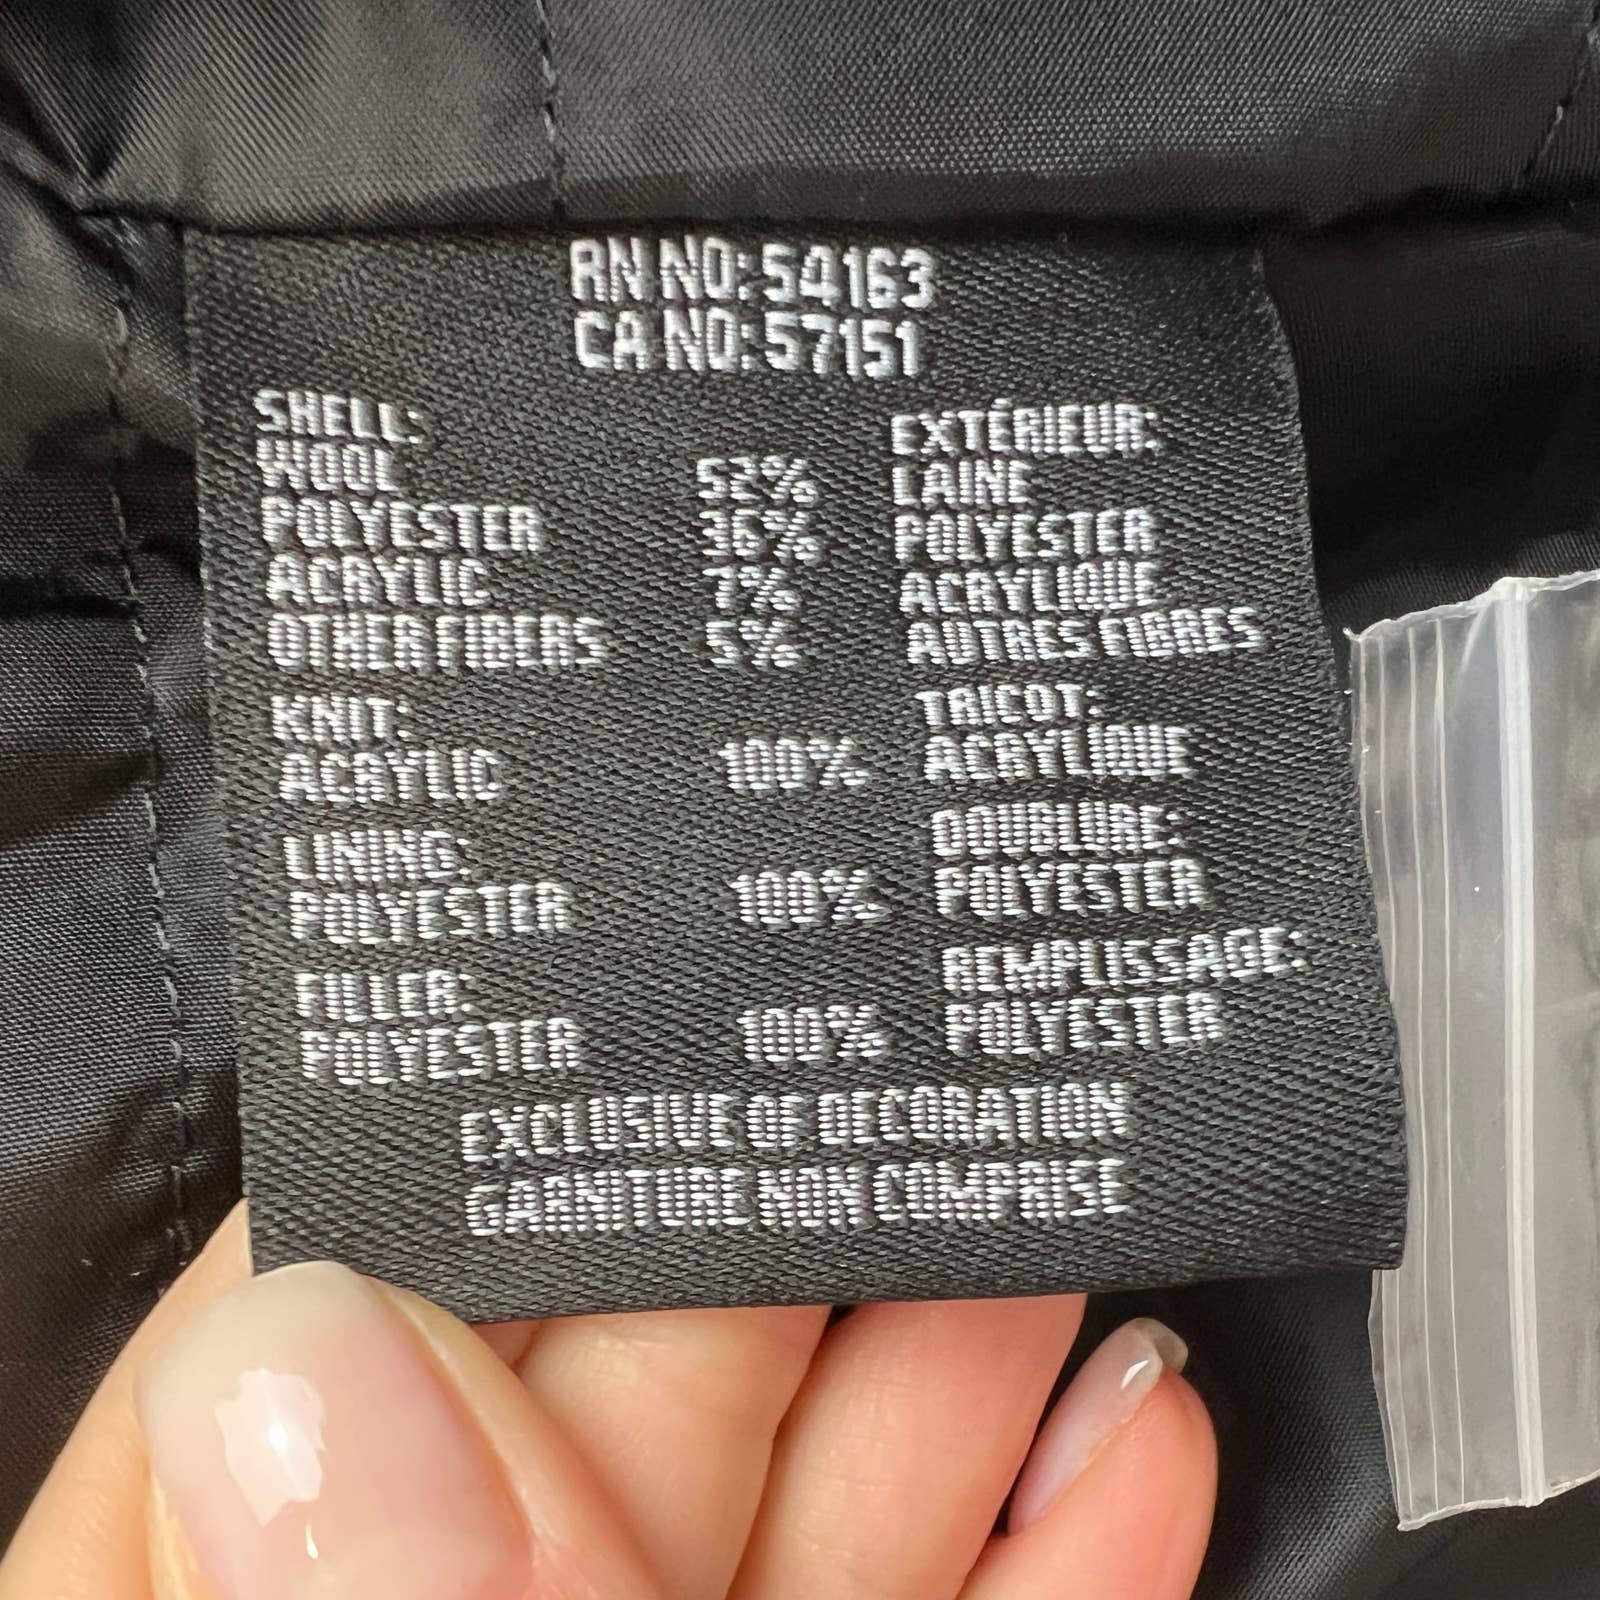 RN NO: 54163
CA NO: 57151
SHELL: EXTÉRIEUR:
WOOL 52% LAINE
POLYESTER 36% POLYESTER
ACRYLIC 7% ACRYLIQUE
OTHER FIBERS 5% AUTRES FIBRES
KNIT: TRICOT:
ACRYLIC 100% ACRYLIQUE
LINING: DOUBLURE:
POLYESTER 100% POLYESTER
FILLER: REMPLISSAGE:
POLYESTER 100% POLYESTER
EXCLUSIVE OF DECORATION
GARNITURE NON COMPRISE